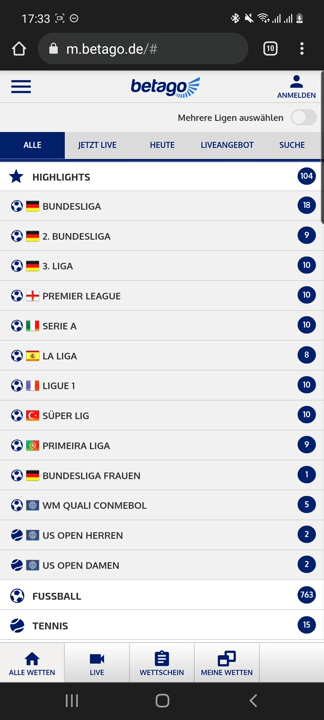 17:33
m.betago.de/#
10
betago
ANMELDEN
Mehrere Ligen auswählen
ALLE JETZT LIVE HEUTE LIVEANGEBOT SUCHE
HIGHLIGHTS 104
BUNDESLIGA 18
2. BUNDESLIGA 9
3. LIGA 10
PREMIER LEAGUE 10
SERIE A 10
LA LIGA 8
LIGUE 1 10
SÜPER LIG 10
PRIMEIRA LIGA 9
BUNDESLIGA FRAUEN 1
WM QUALI CONMEBOL 5
US OPEN HERREN 2
US OPEN DAMEN 2
FUSSBALL 763
TENNIS 15
ALLE WETTEN LIVE WETTSCHEIN MEINE WETTEN